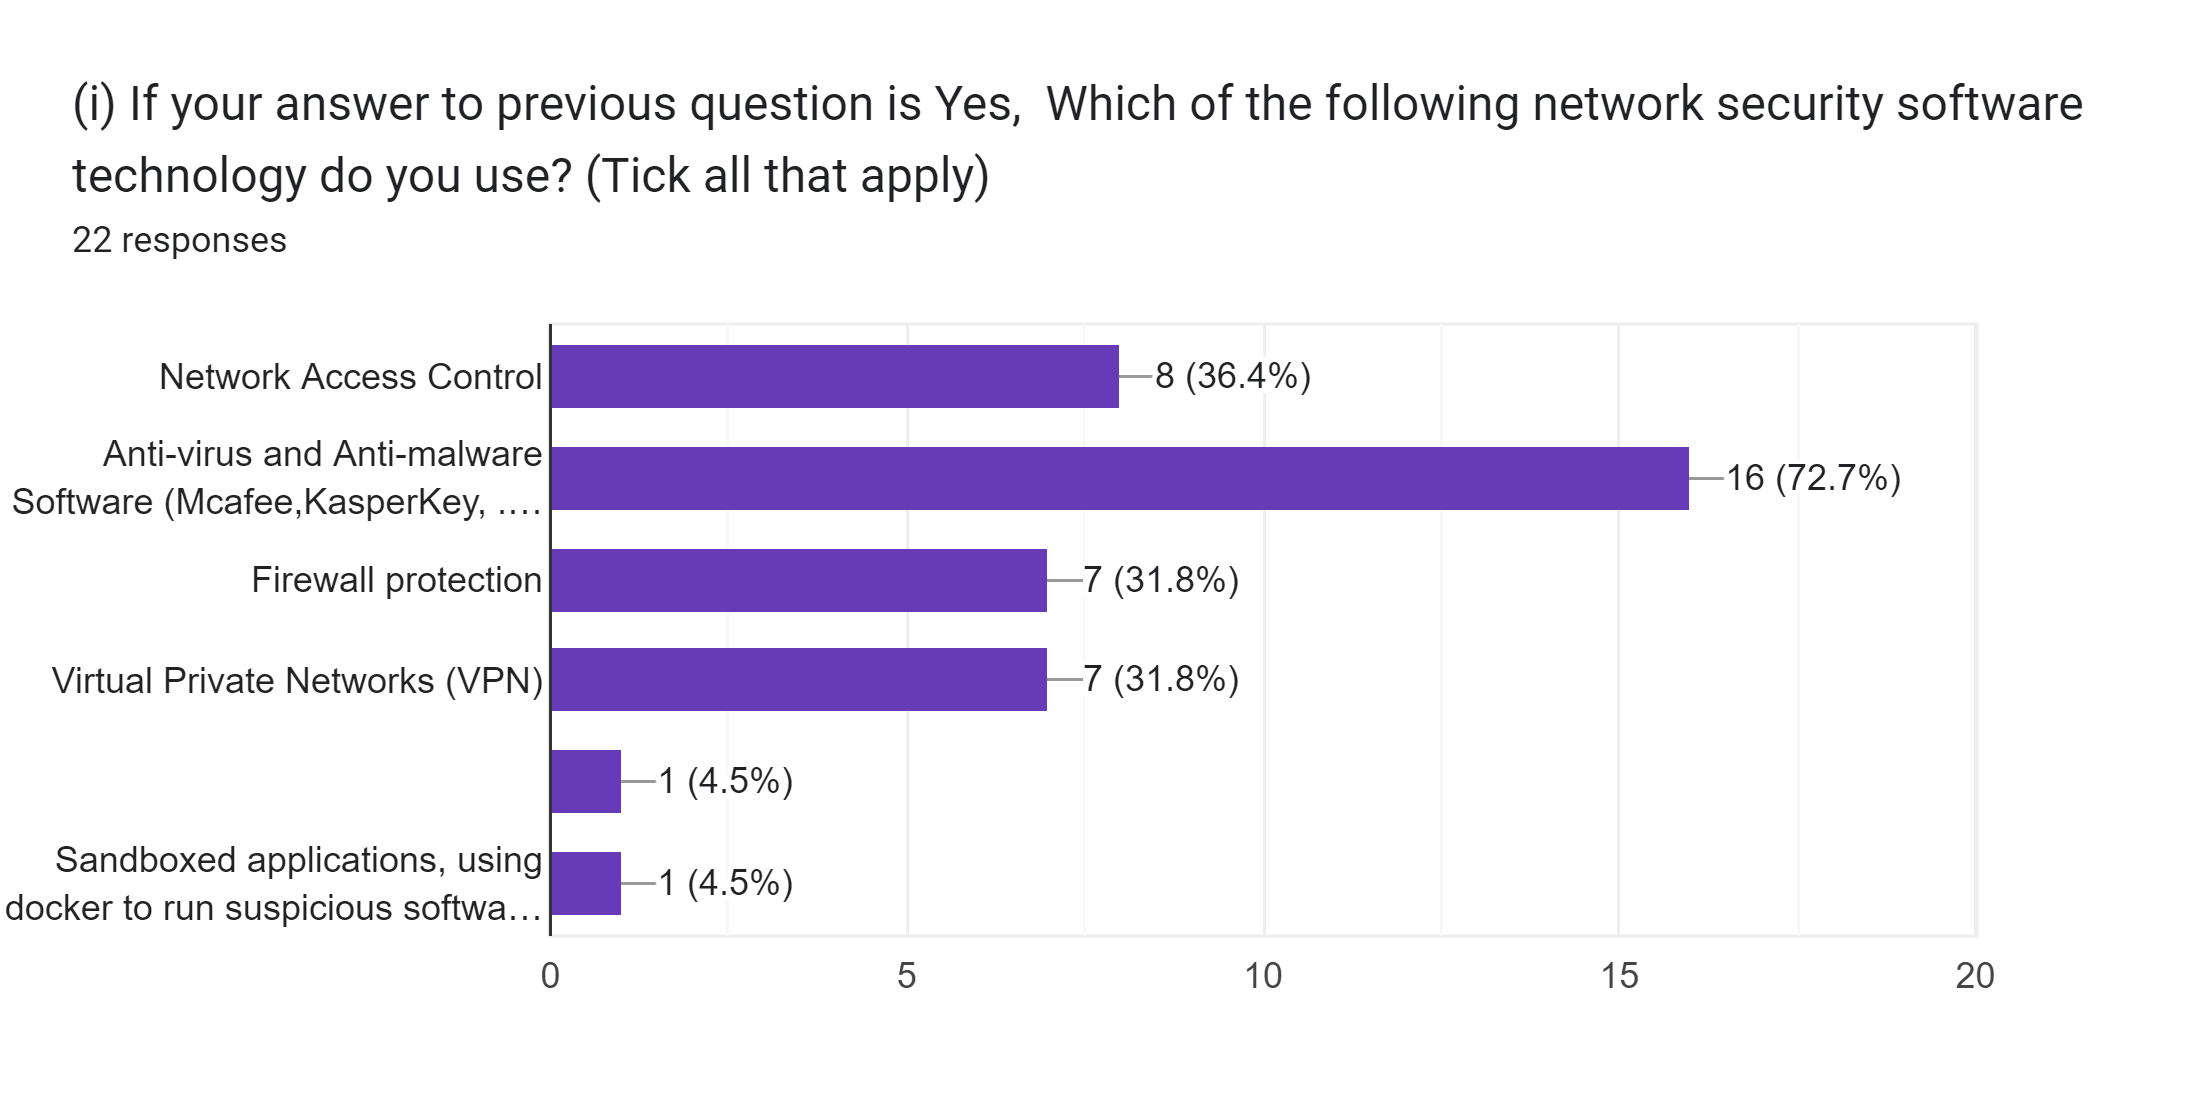 (i) If your answer to previous question is Yes,  Which of the following network security software
technology do you use? (Tick all that apply)
22 responses
Network Access Control
8 (36.4%)
Anti-virus and Anti-malware
Software (Mcafee,KasperKey, ....
16 (72.7%)
Firewall protection
7 (31.8%)
Virtual Private Networks (VPN)
7 (31.8%)
1 (4.5%)
Sandboxed applications, using
docker to run suspicious softwa...
1 (4.5%)
0 5 10 15 20